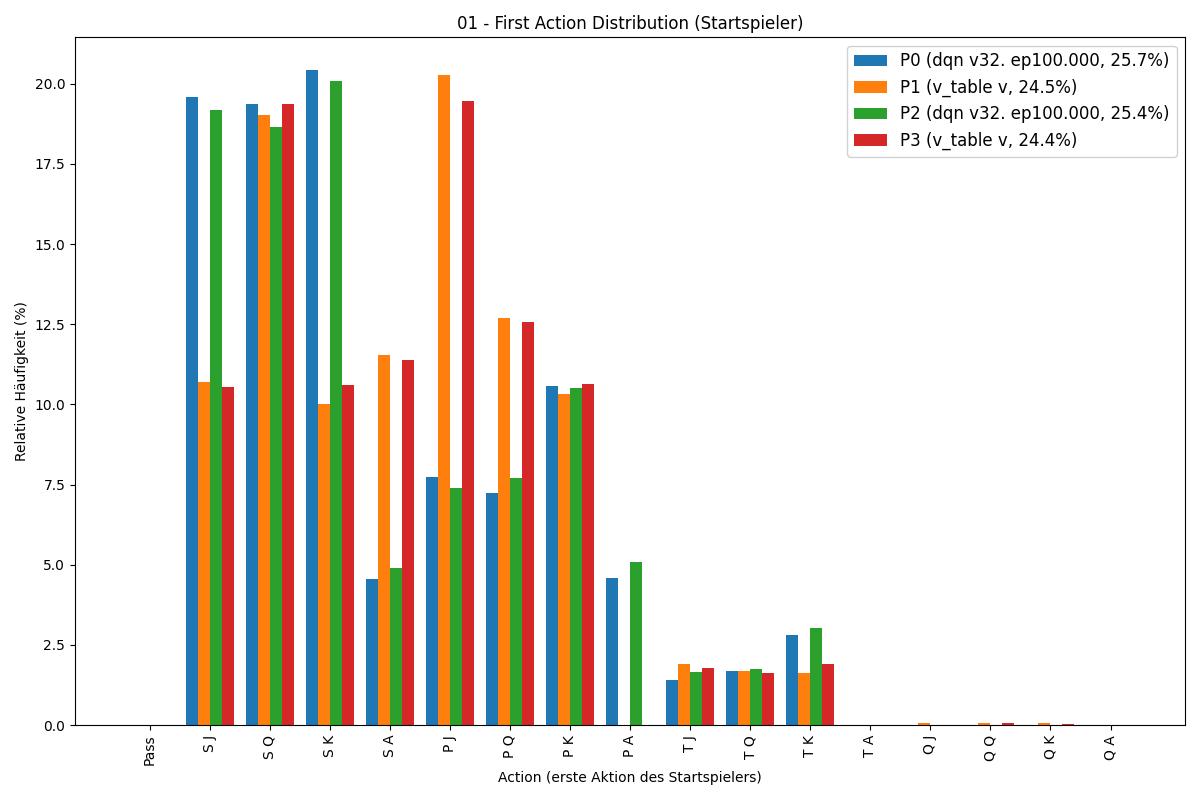 01 - First Action Distribution (Startspieler)
P0 (dqn v32. ep100.000, 25.7%)
P1 (v_table v, 24.5%)
P2 (dqn v32. ep100.000, 25.4%)
P3 (v_table v, 24.4%)
Relative Häufigkeit (%)
20.0
17.5
15.0
12.5
10.0
7.5
5.0
2.5
0.0
Pass
S J
S Q
S K
S A
P J
P Q
P K
P A
T J
T Q
T K
T A
Q J
Q Q
Q K
Q A
Action (erste Aktion des Startspielers)